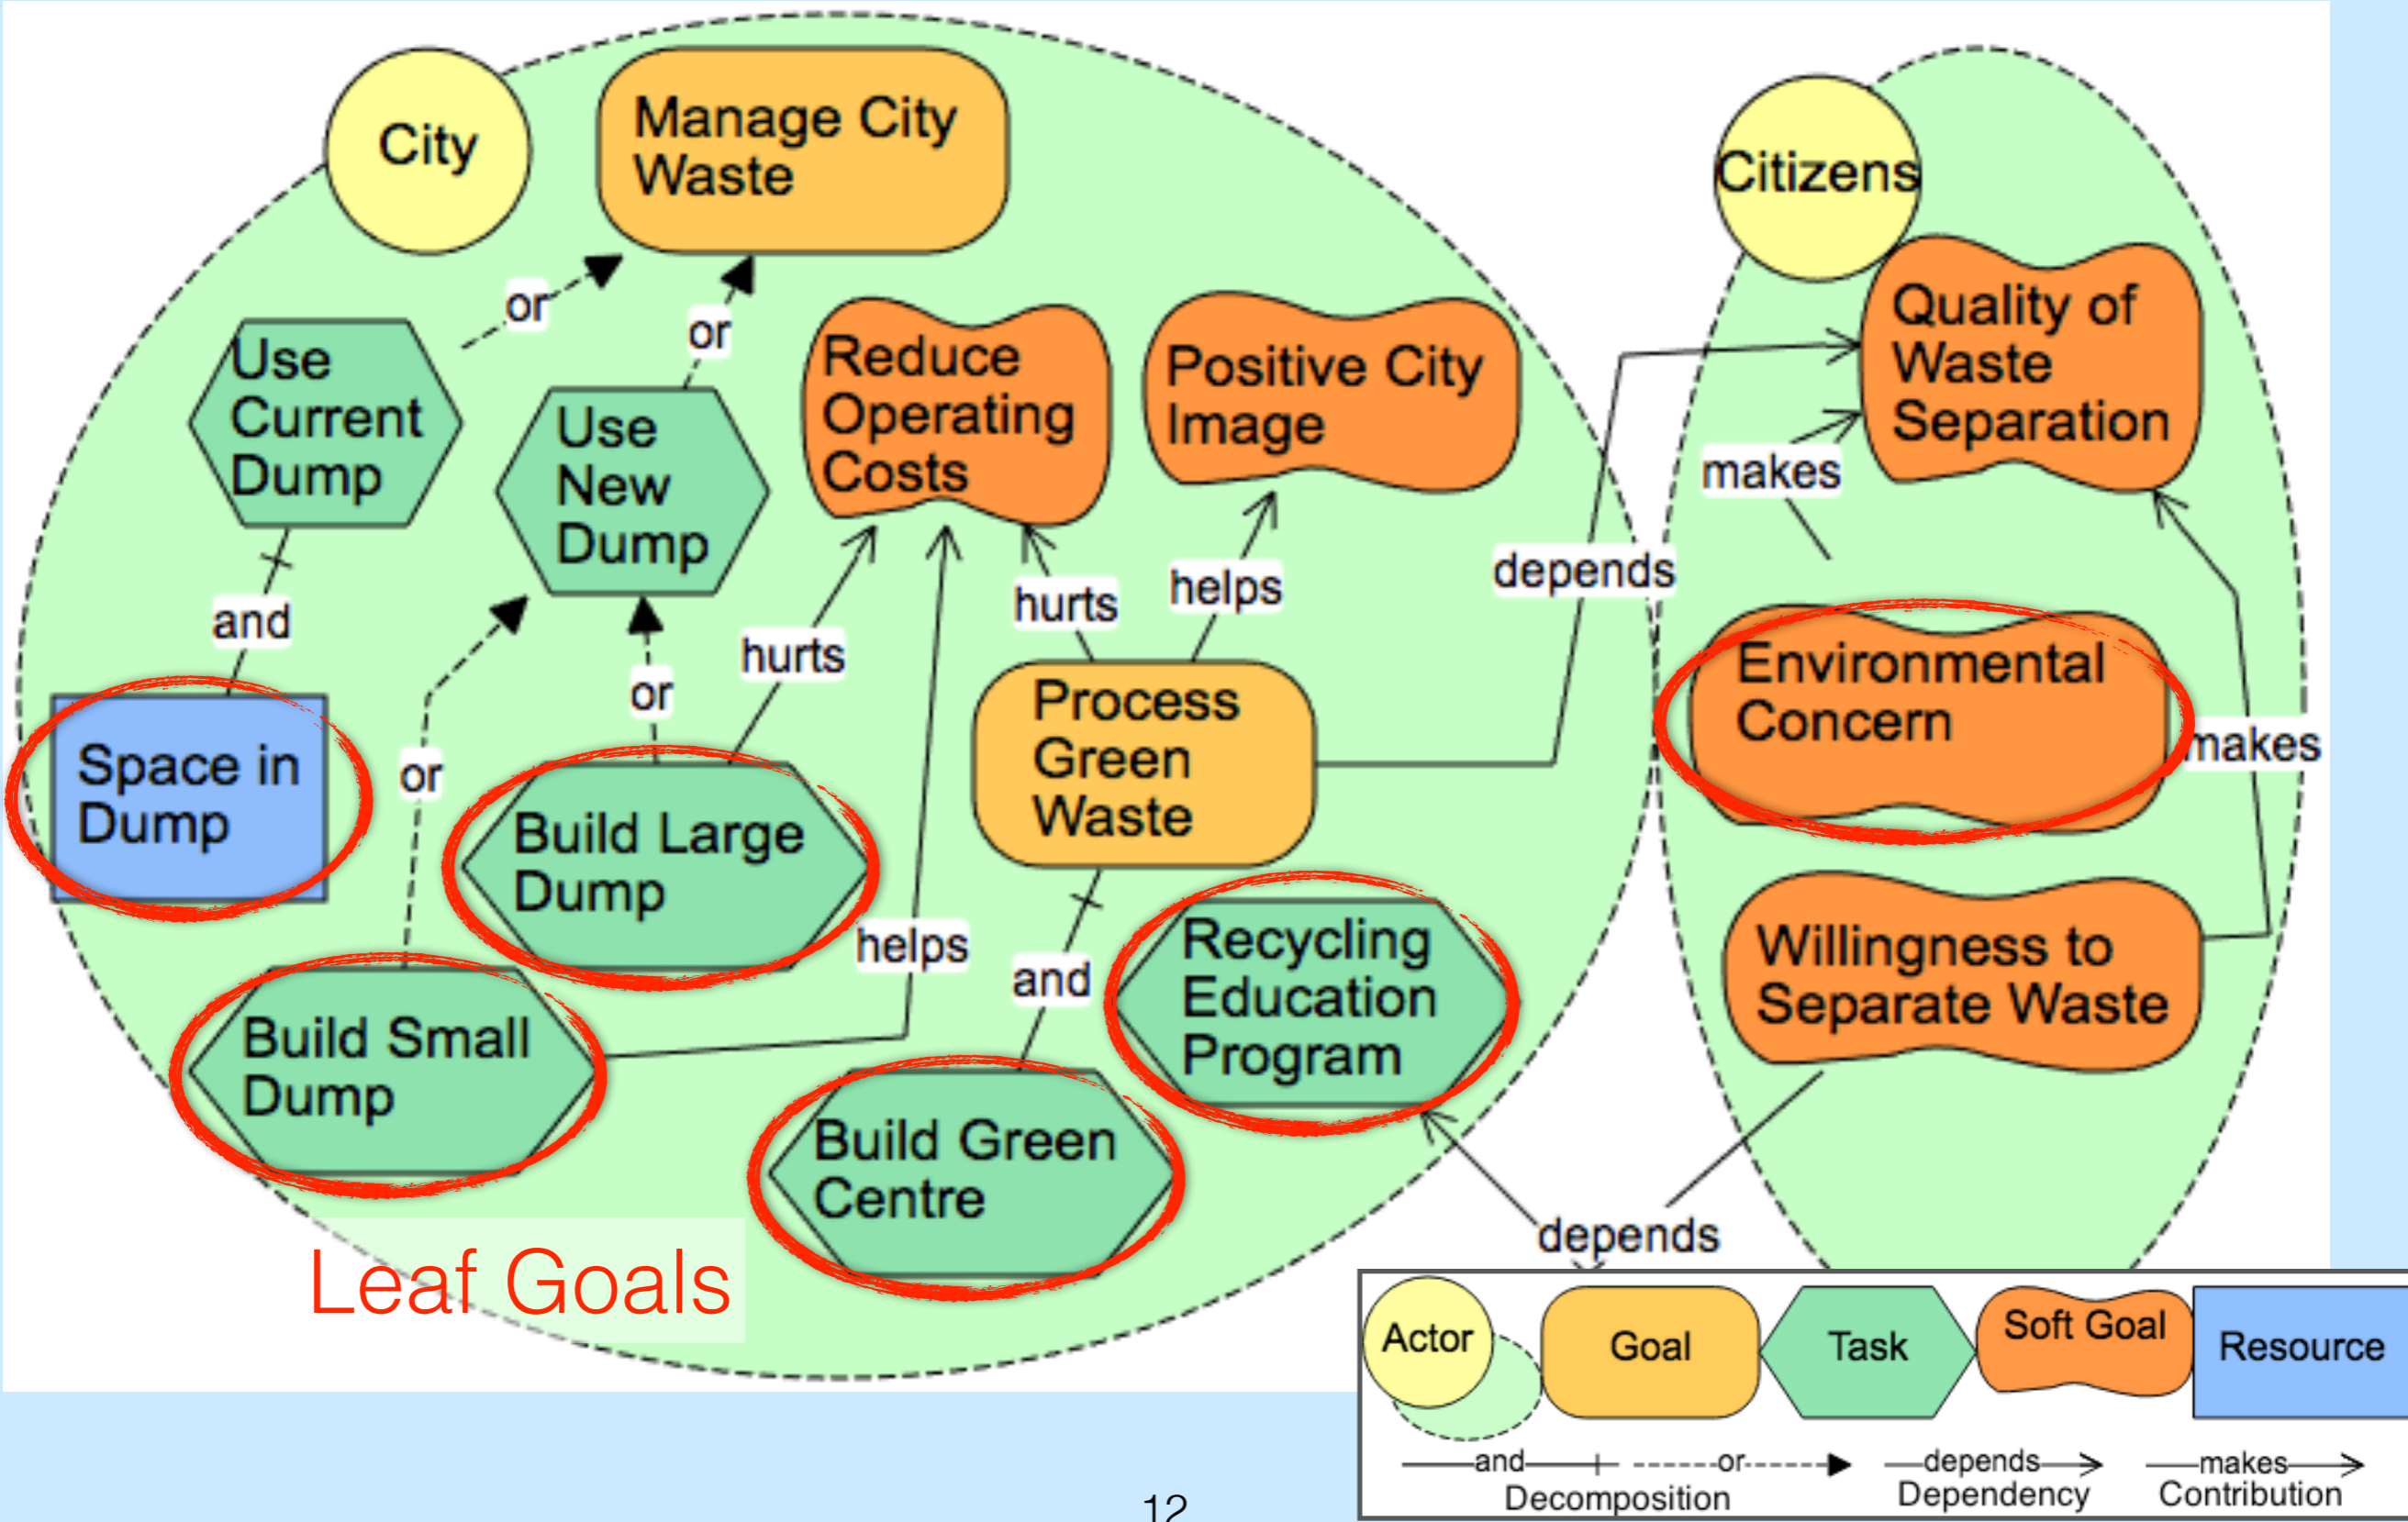 City
Manage City
Waste
Citizens
or
or
Use
Current
Dump
Use
New
Dump
Reduce
Operating
Costs
Positive City
Image
Quality of
Waste
Separation
makes
and
hurts
hurts
helps
depends
or
or
Space in
Dump
Build Large
Dump
Process
Green
Waste
Environmental
Concern
makes
helps
and
Recycling
Education
Program
Willingness to
Separate Waste
Build Small
Dump
Build Green
Centre
depends
Leaf Goals
Actor
Goal
Task
Soft Goal
Resource
and
or
depends
makes
Decomposition
Dependency
Contribution
12